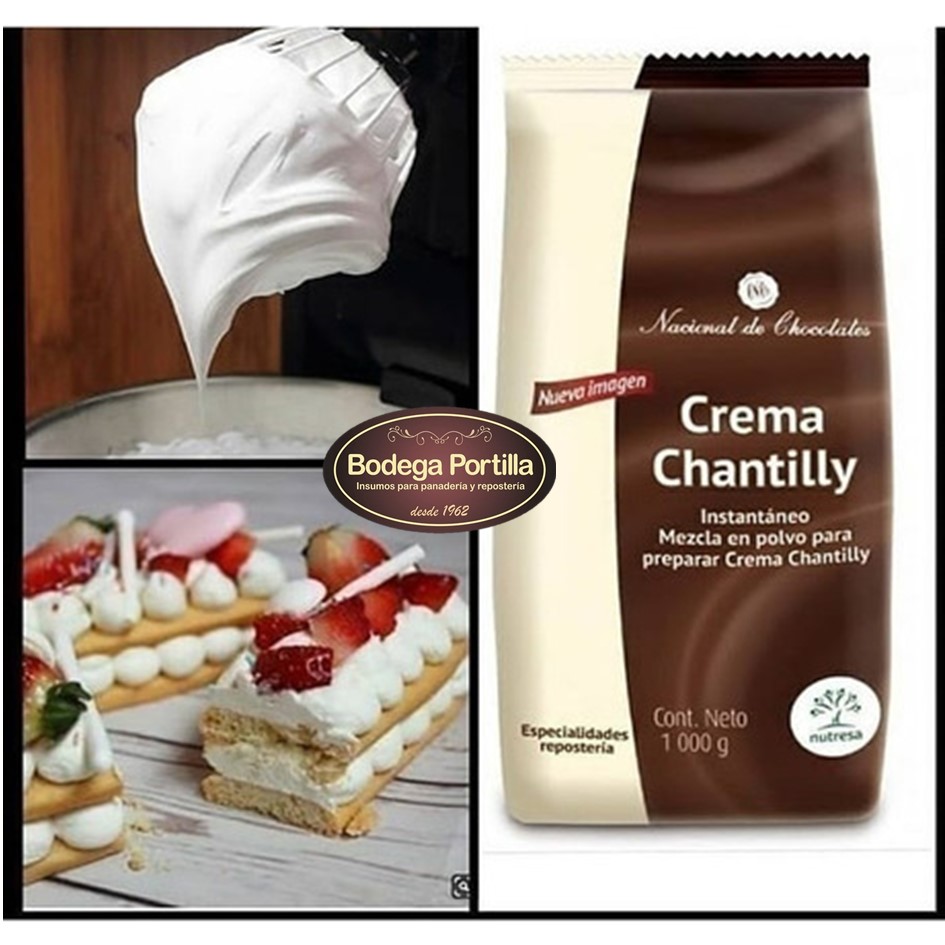 Bodega Portilla
Insumos para panadería y repostería
desde 1962
Nacional de Chocolates
Nueva imagen
Crema
Chantilly
Instantáneo
Mezcla en polvo para
preparar Crema Chantilly
Especialidades
repostería
Cont. Neto
1 000 g
nutresa